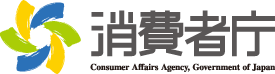 消費者庁
Consumer Affairs Agency, Government of Japan